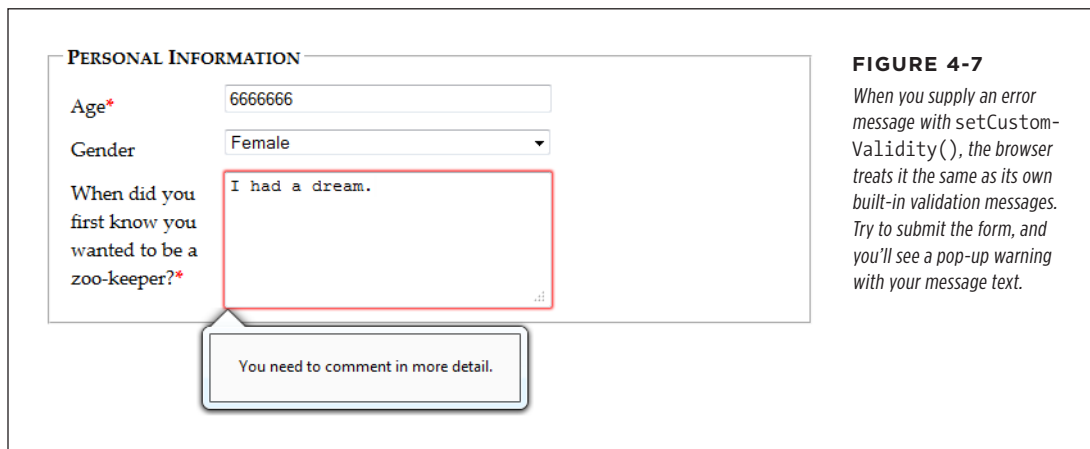 PERSONAL INFORMATION
Age*
6666666
Gender
Female
When did you
first know you
wanted to be a
zoo-keeper?*
I had a dream.
You need to comment in more detail.
FIGURE 4-7
When you supply an error
message with setCustom-
Validity(), the browser
treats it the same as its own
built-in validation messages.
Try to submit the form, and
you'll see a pop-up warning
with your message text.